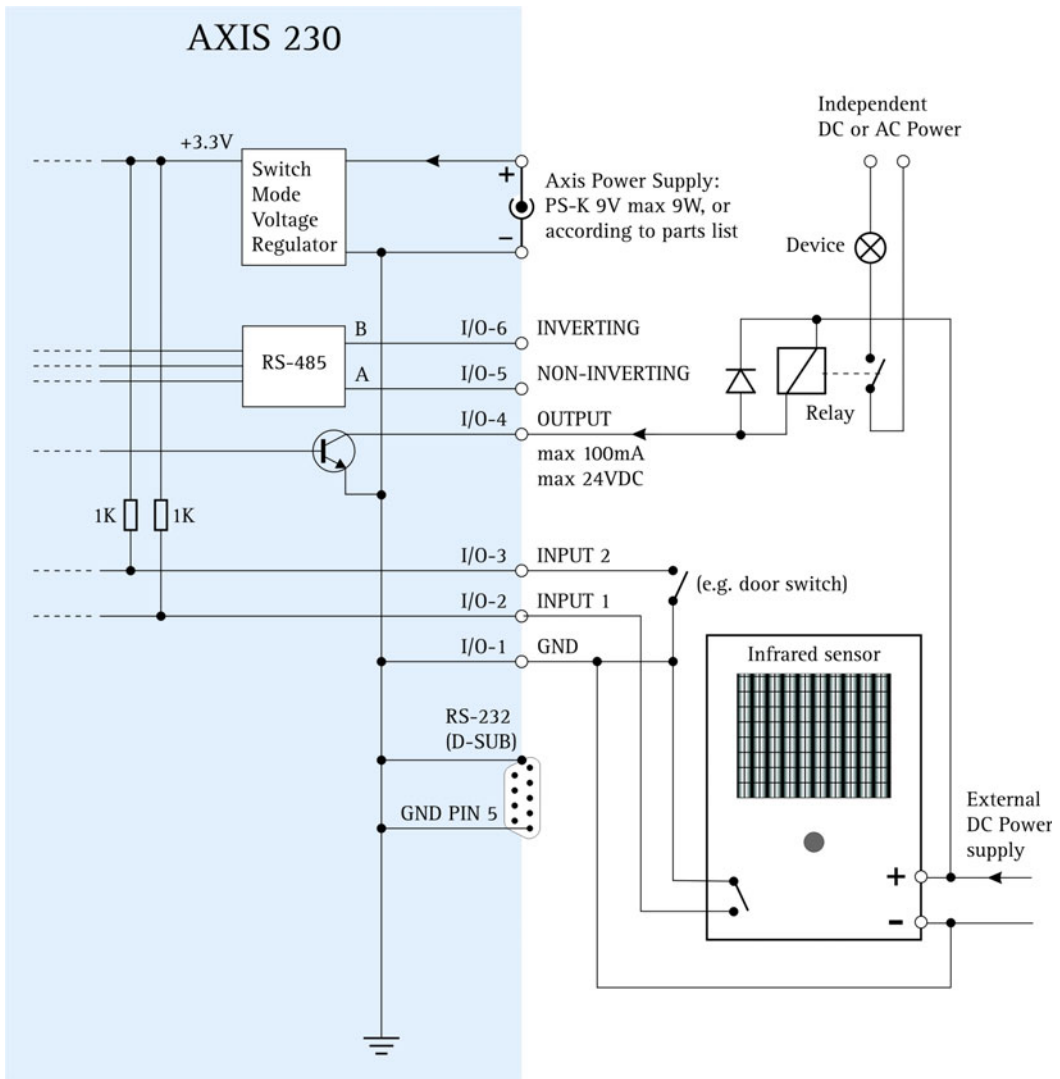 AXIS 230
Independent
DC or AC Power
+3.3V
Switch
Mode
Voltage
Regulator
+
Axis Power Supply:
PS-K 9V max 9W, or
according to parts list
–
Device
B
I/O-6
INVERTING
RS-485
A
I/O-5
NON-INVERTING
Relay
I/O-4
OUTPUT
max 100mA
max 24VDC
1K
1K
I/O-3
INPUT 2
(e.g. door switch)
I/O-2
INPUT 1
I/O-1
GND
Infrared sensor
RS-232
(D-SUB)
GND PIN 5
External
DC Power
supply
+
-